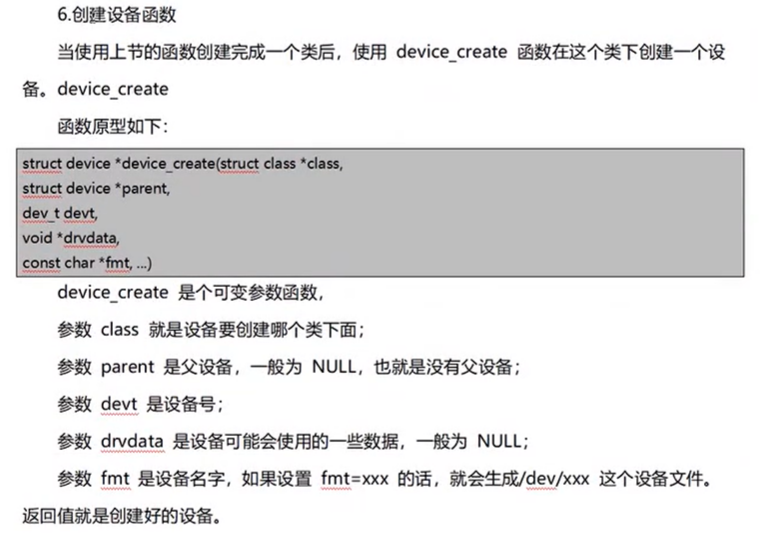 6.创建设备函数
当使用上节的函数创建完成一个类后，使用 device_create 函数在这个类下创建一个设
备。device_create
函数原型如下：
struct device *device_create(struct class *class,
struct device *parent,
dev_t devt,
void *drvdata,
const char *fmt, ...)
device_create 是个可变参数函数，
参数 class 就是设备要创建哪个类下面；
参数 parent 是父设备，一般为 NULL，也就是没有父设备；
参数 devt 是设备号；
参数 drvdata 是设备可能会使用的一些数据，一般为 NULL；
参数 fmt 是设备名字，如果设置 fmt=xxx 的话，就会生成/dev/xxx 这个设备文件。
返回值就是创建好的设备。